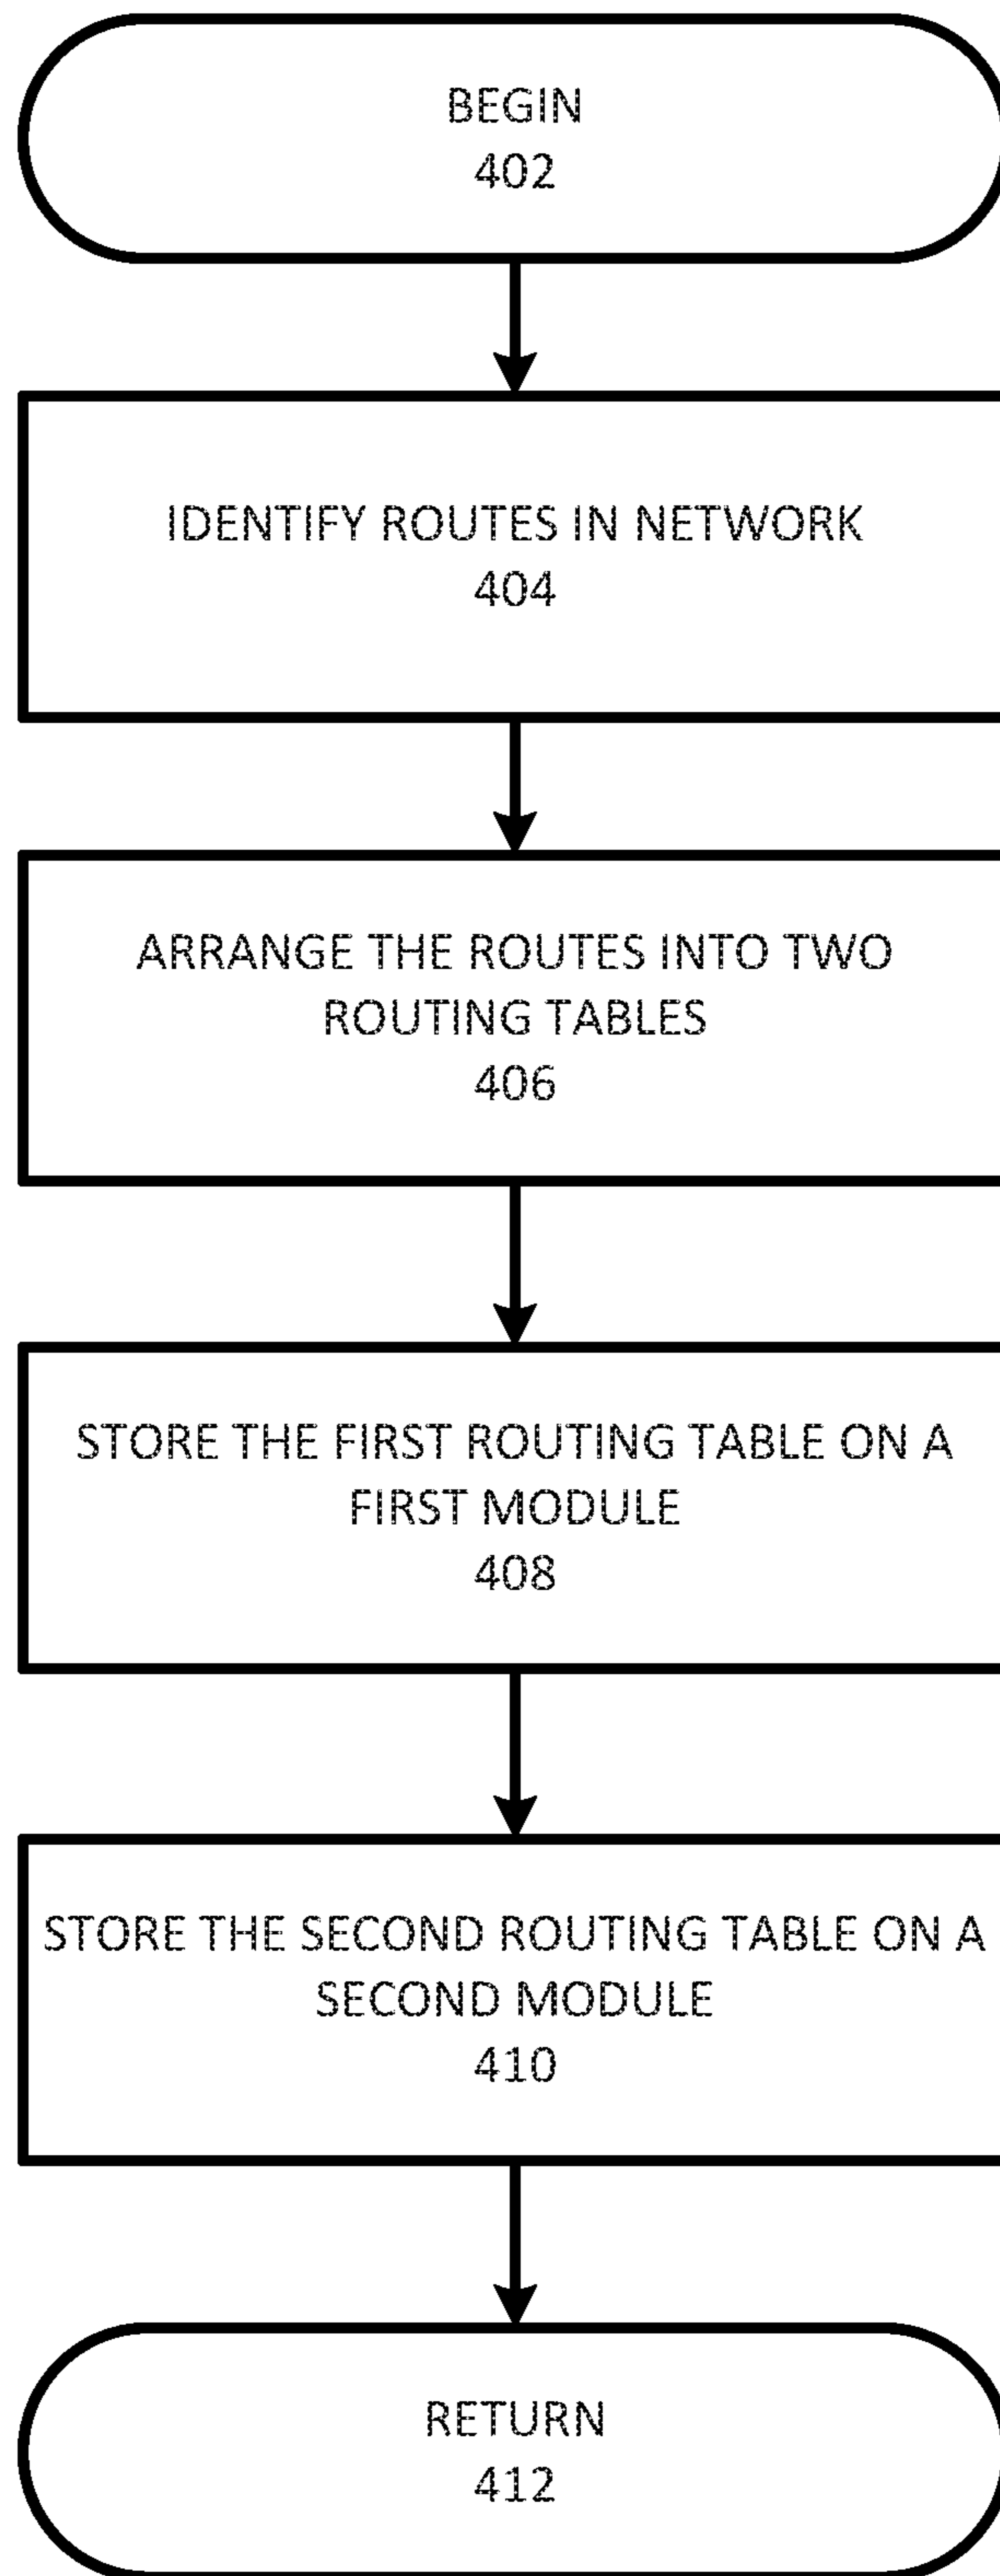 BEGIN
402
IDENTIFY ROUTES IN NETWORK
404
ARRANGE THE ROUTES INTO TWO
ROUTING TABLES
406
STORE THE FIRST ROUTING TABLE ON A
FIRST MODULE
408
STORE THE SECOND ROUTING TABLE ON A
SECOND MODULE
410
RETURN
412